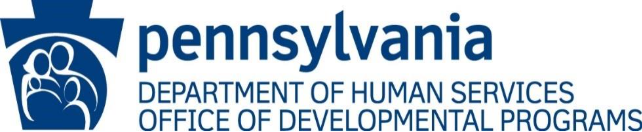 pennsylvania
DEPARTMENT OF HUMAN SERVICES
OFFICE OF DEVELOPMENTAL PROGRAMS